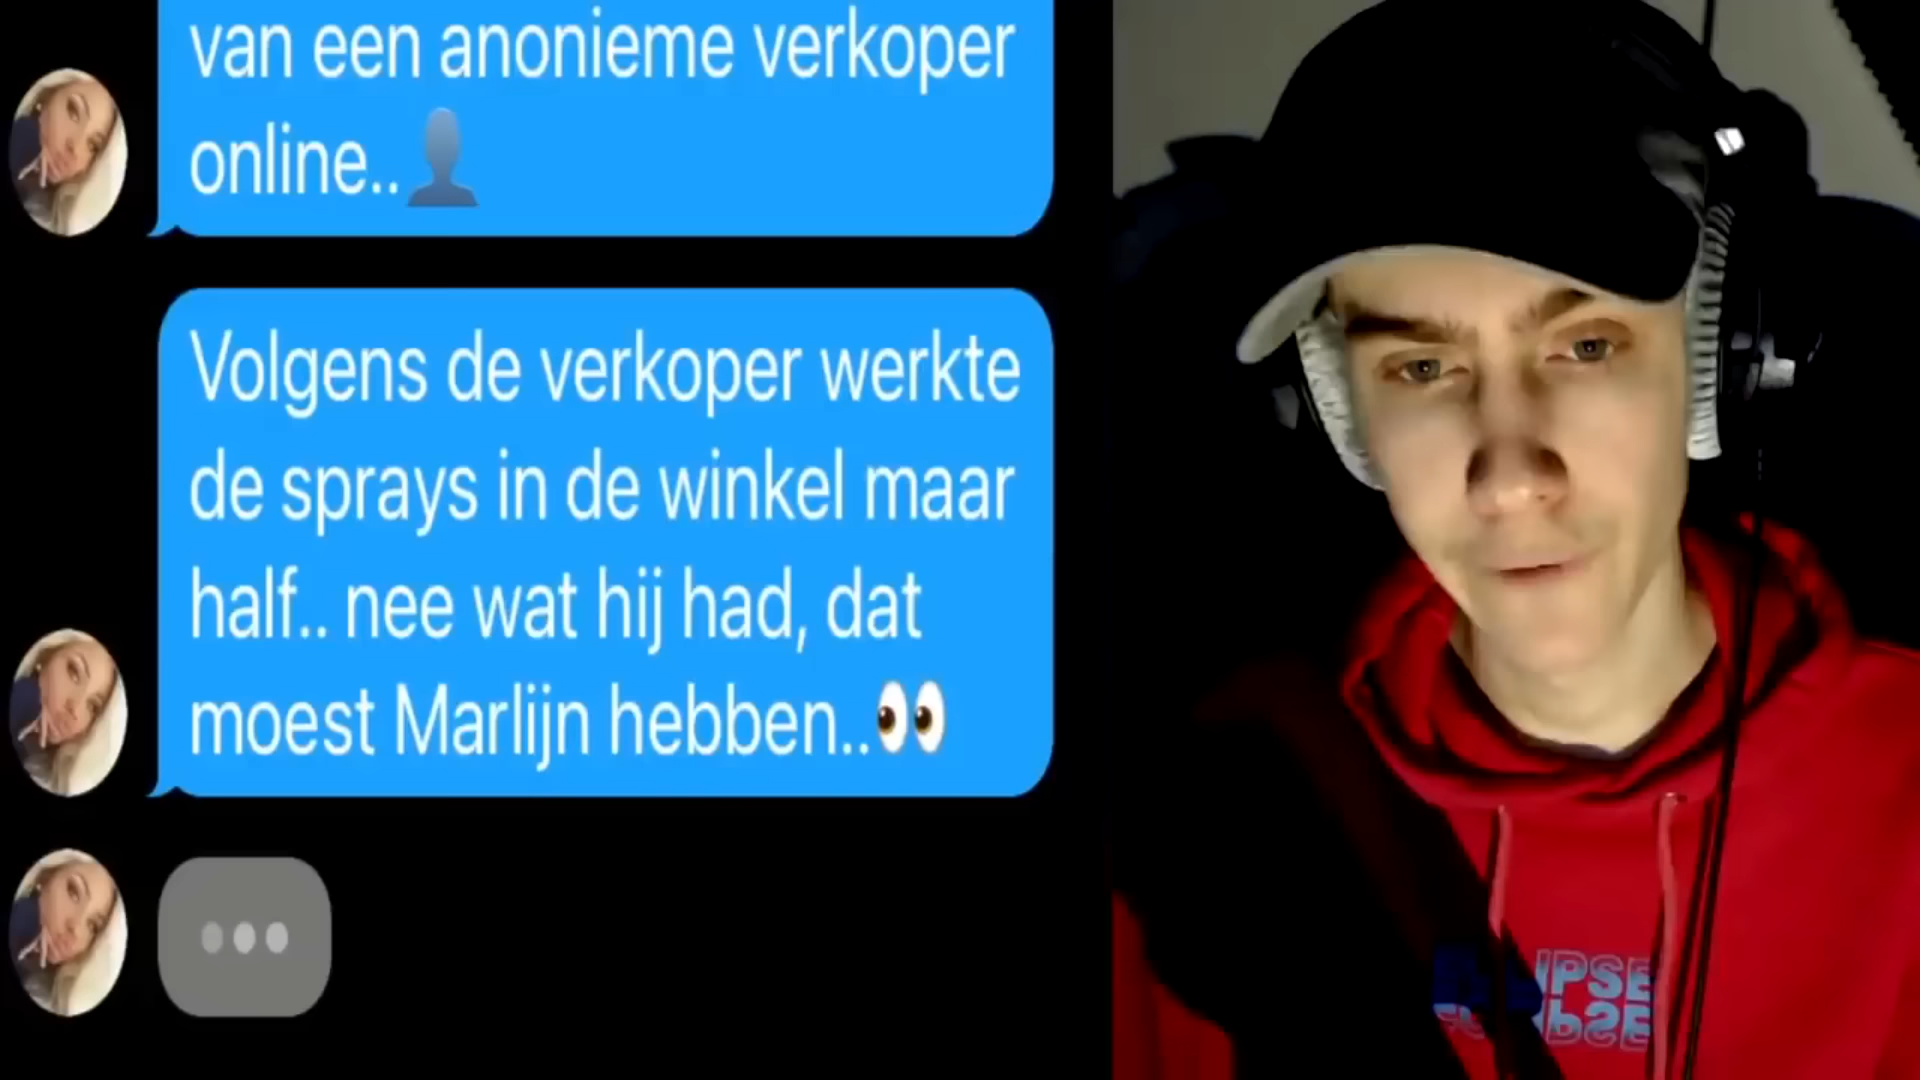 van een anonieme verkoper
online..👤
Volgens de verkoper werkte
de sprays in de winkel maar
half.. nee wat hij had, dat
moest Marlijn hebben..👀